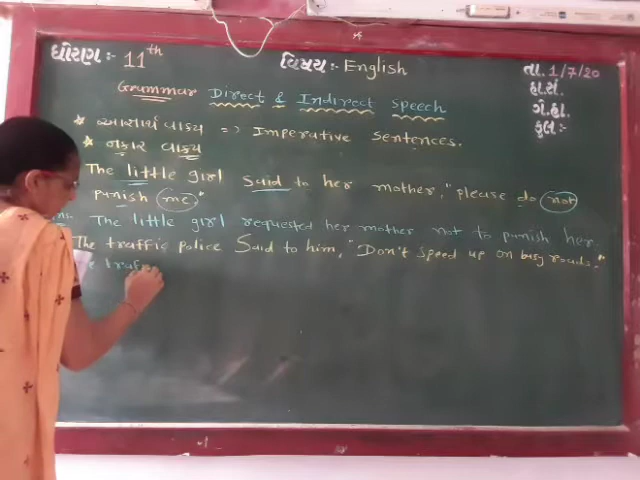 ધોરણ :- 11th
વિષય :- English
તા. 1/7/20
હા.સં.
ગે.હા.
કુલ :-
Grammar Direct & Indirect speech
* આજ્ઞાર્થ વાક્ય => Imperative sentences.
* નકાર વાક્ય
The little girl said to her mother, "please do not
punish me"
Ans. The little girl requested her mother not to punish her.
The traffic police Said to him, "Don't speed up on busy roads."